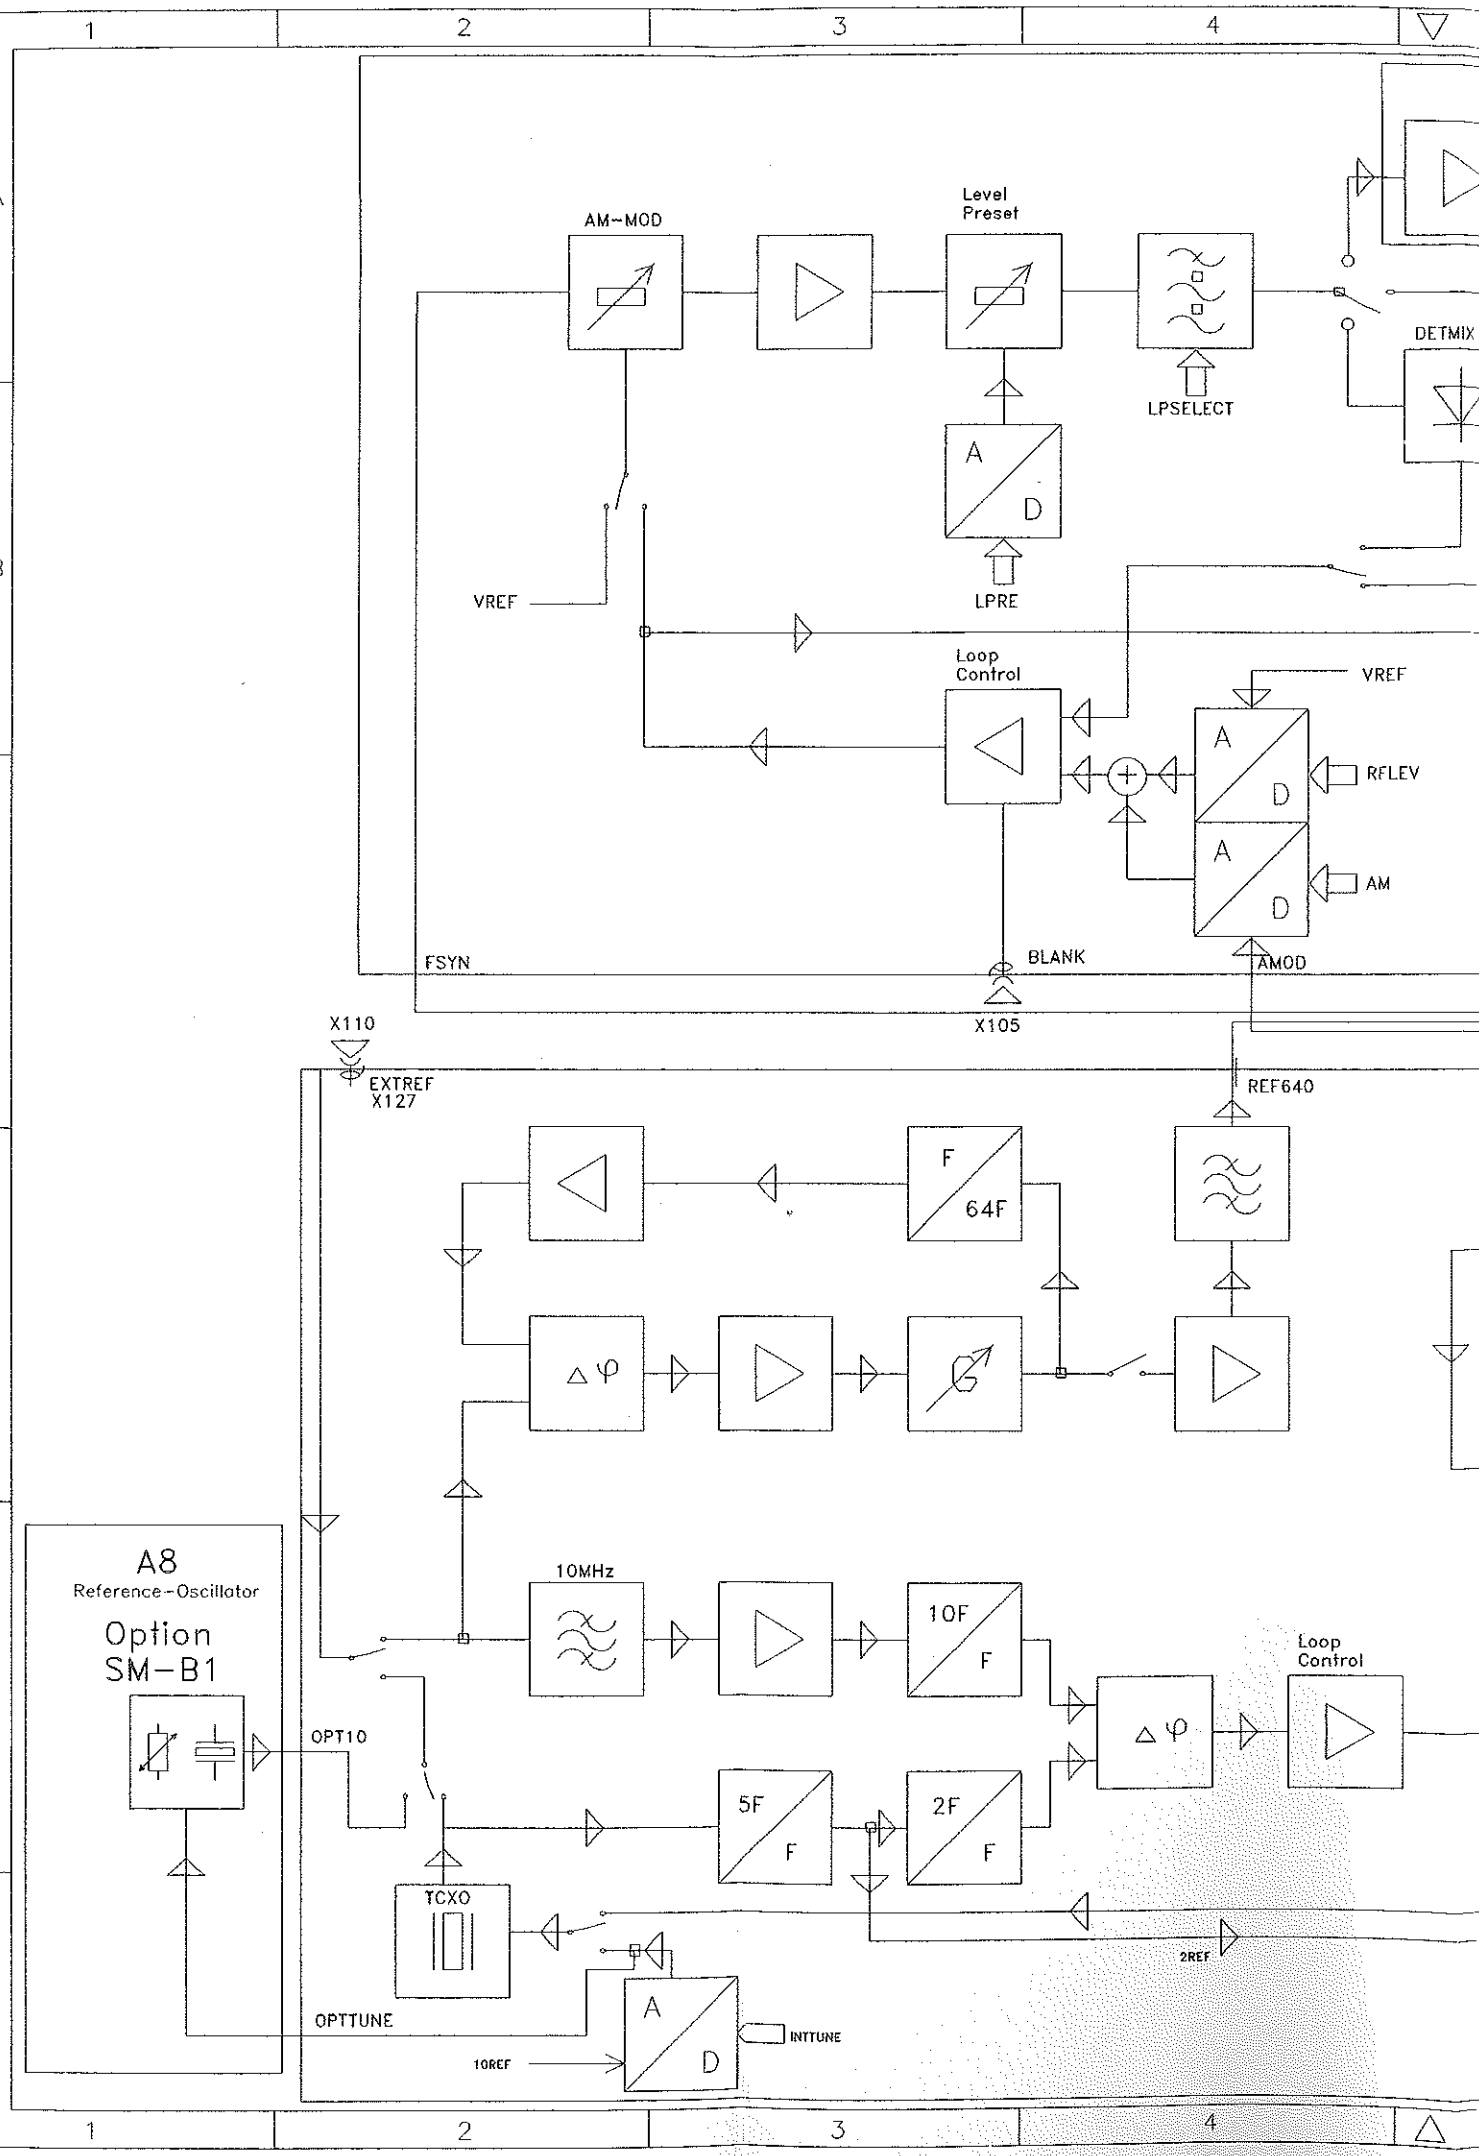 1
2
3
4
Level
Preset
AM-MOD
DETMIX
LPSELECT
A
D
LPRE
VREF
Loop
Control
VREF
A
D
RFLEV
A
D
AM
FSYN
BLANK
AMOD
X110
X105
EXTREF
X127
REF640
F
64F
Δ φ
G
A8
Reference-Oscillator
Option
SM-B1
10MHz
10F
F
Loop
Control
Δ φ
OPT10
5F
F
2F
F
TCXO
2REF
OPTTUNE
A
D
INTTUNE
10REF
1
2
3
4